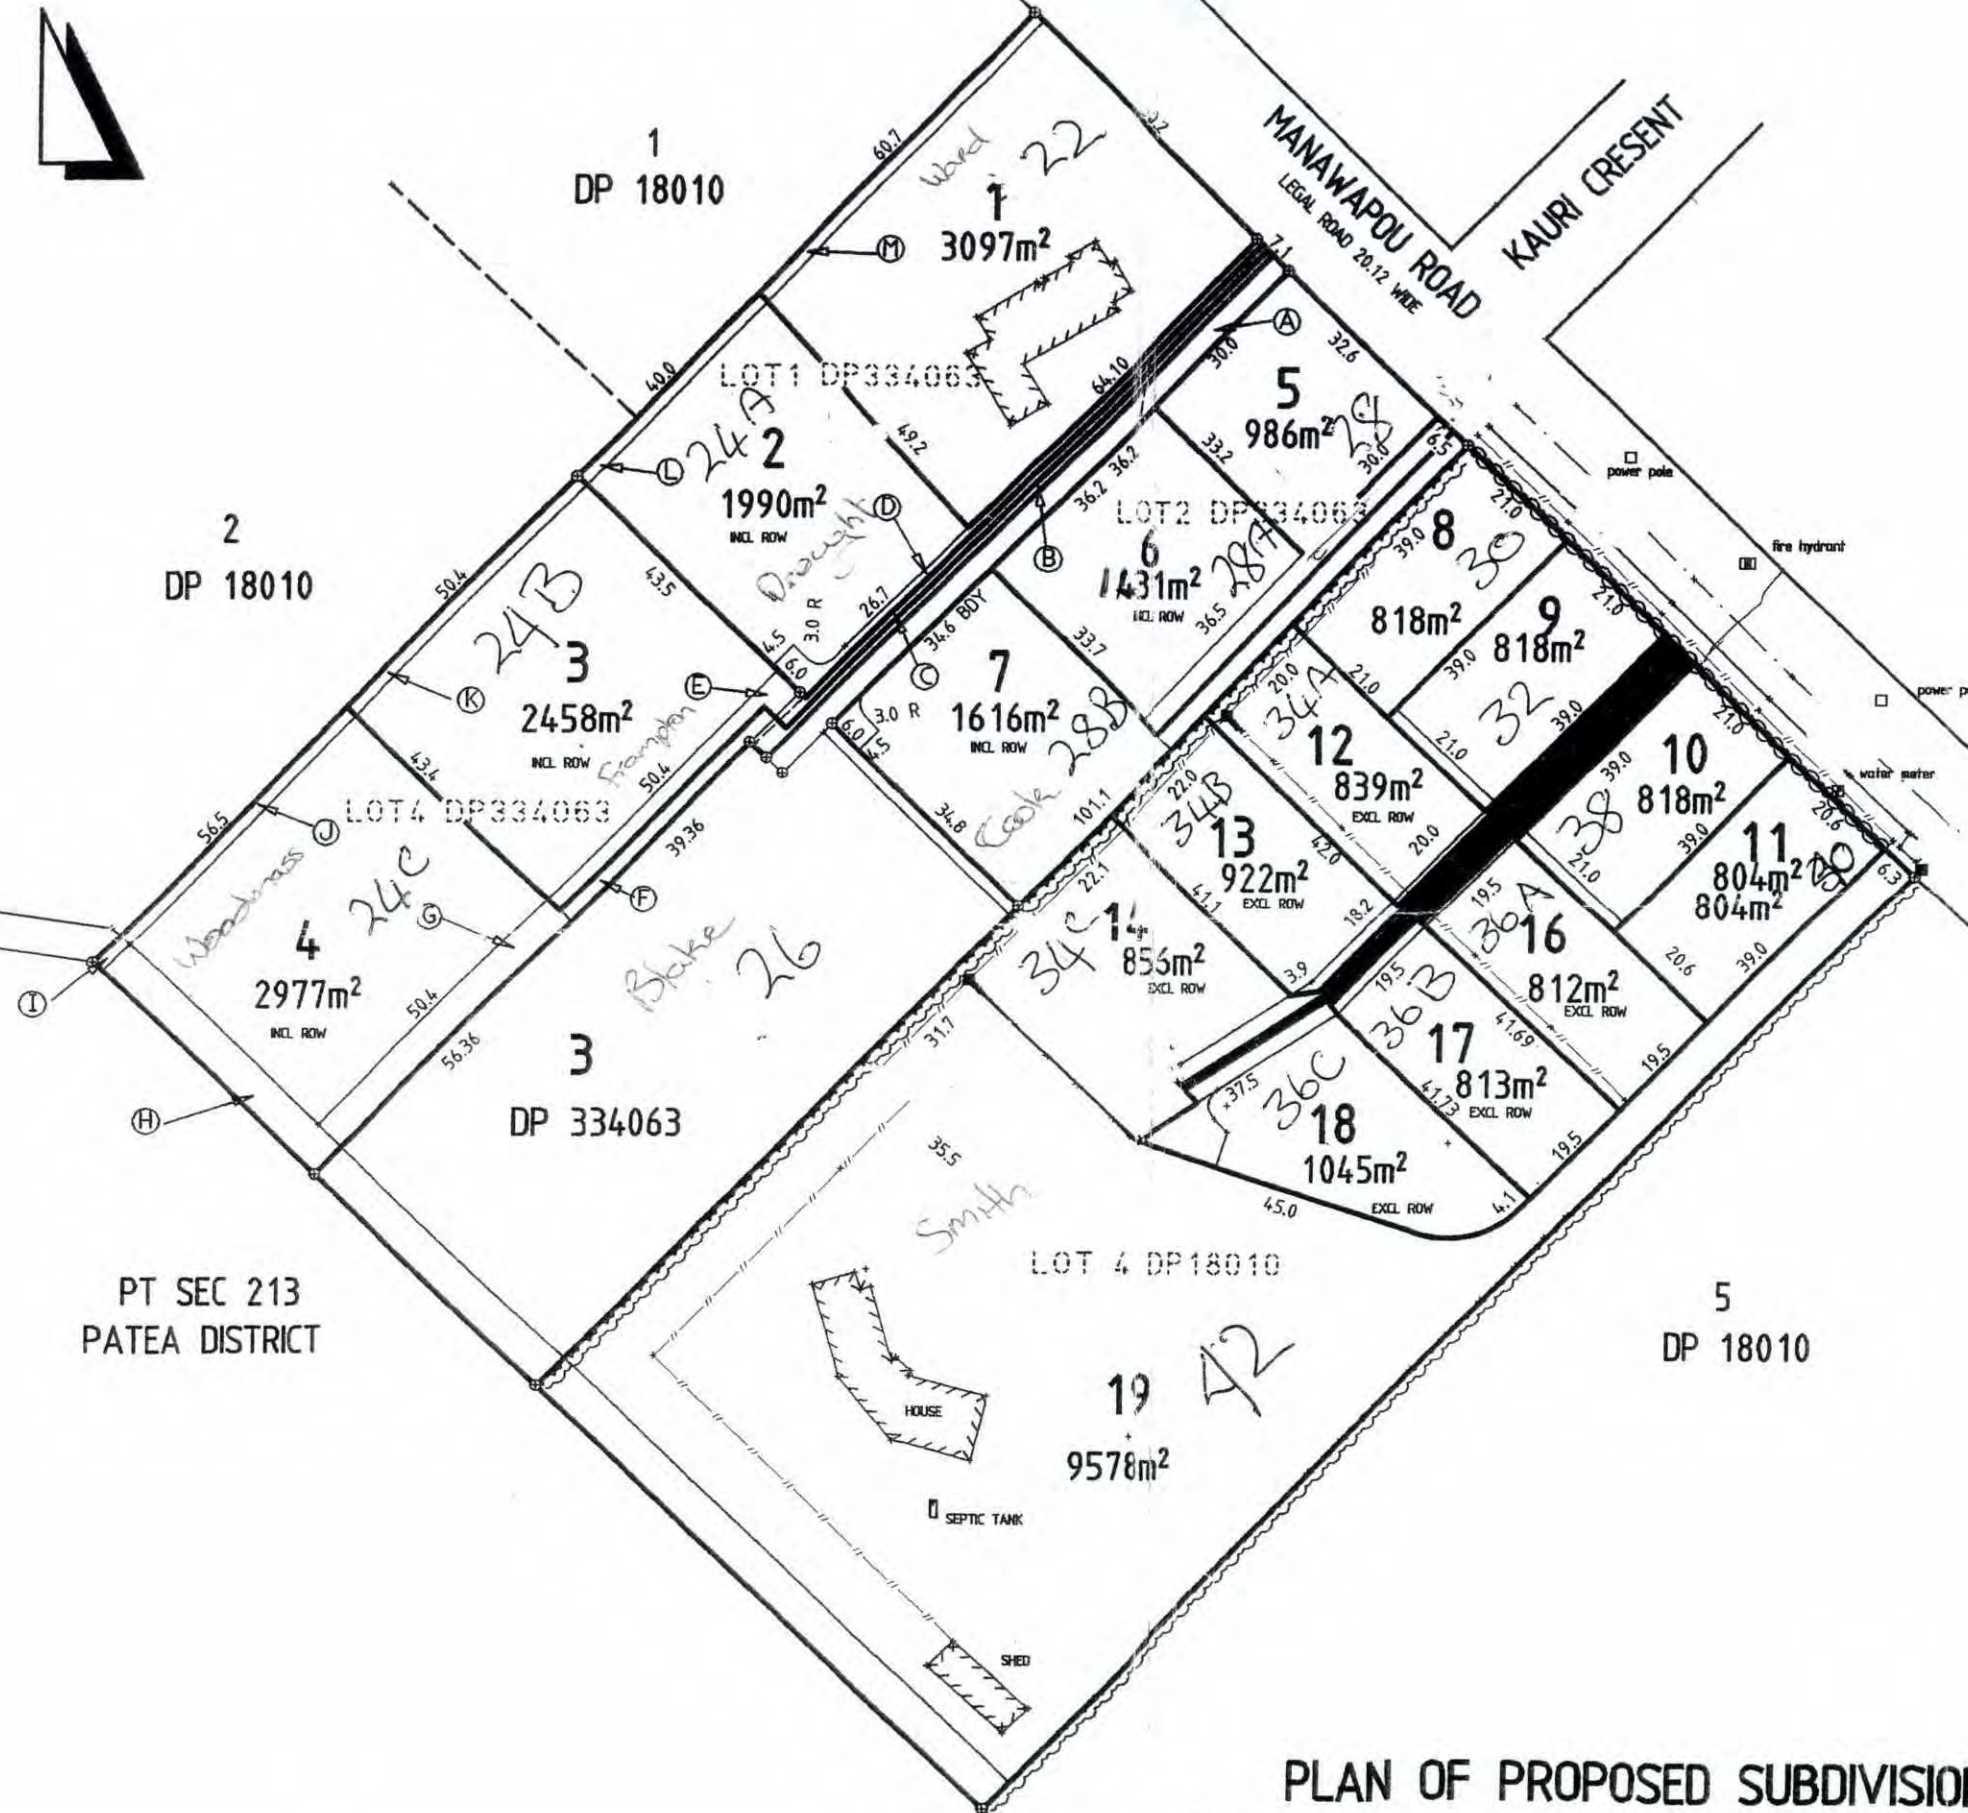 MANAWAPOU ROAD
LEGAL ROAD 20.12 WIDE
KAURI CRESENT
1
DP 18010
60.7
Ward
22
1
3097m²
M
7.1
A
32.6
30.0
5
986m²
28
30.0
6.5
power pole
40.0
LOT1 DP334063
64.10
49.2
L
24A
2
1990m²
INCL ROW
Drought
D
B
36.2
36.2
33.2
LOT2 DP334063
6
1431m²
INCL ROW
28A
36.5
39.0
8
30
818m²
21.0
fire hydrant
2
DP 18010
50.4
43.5
24B
3
2458m²
INCL ROW
Frampton
K
E
4.5
6.0
3.0 R
26.7
C
34.6 BDY
33.7
7
1616m²
INCL ROW
28B
Cook
3.0 R
6.0
4.5
34.8
101.1
21.0
9
818m²
32
39.0
39.0
20.0
34A
21.0
21.0
12
839m²
EXCL ROW
20.0
21.0
10
818m²
38
39.0
39.0
21.0
water meter
20.6
11
804m²
804m²
40
6.3
39.0
20.6
43.4
50.4
39.36
F
56.5
J
LOT4 DP334063
Woodmass
24C
4
2977m²
INCL ROW
G
50.4
56.36
I
H
Blake
26
3
DP 334063
22.0
34B
13
922m²
EXCL ROW
42.0
18.2
22.1
41.1
3.9
14
34C
856m²
EXCL ROW
31.7
19.5
36A
16
812m²
EXCL ROW
19.5
19.5
36B
17
813m²
EXCL ROW
41.69
41.73
19.5
37.5
36C
18
1045m²
EXCL ROW
4.1
45.0
35.5
Smith
LOT 4 DP18010
PT SEC 213
PATEA DISTRICT
5
DP 18010
HOUSE
19
42
9578m²
SEPTIC TANK
SHED
PLAN OF PROPOSED SUBDIVISION